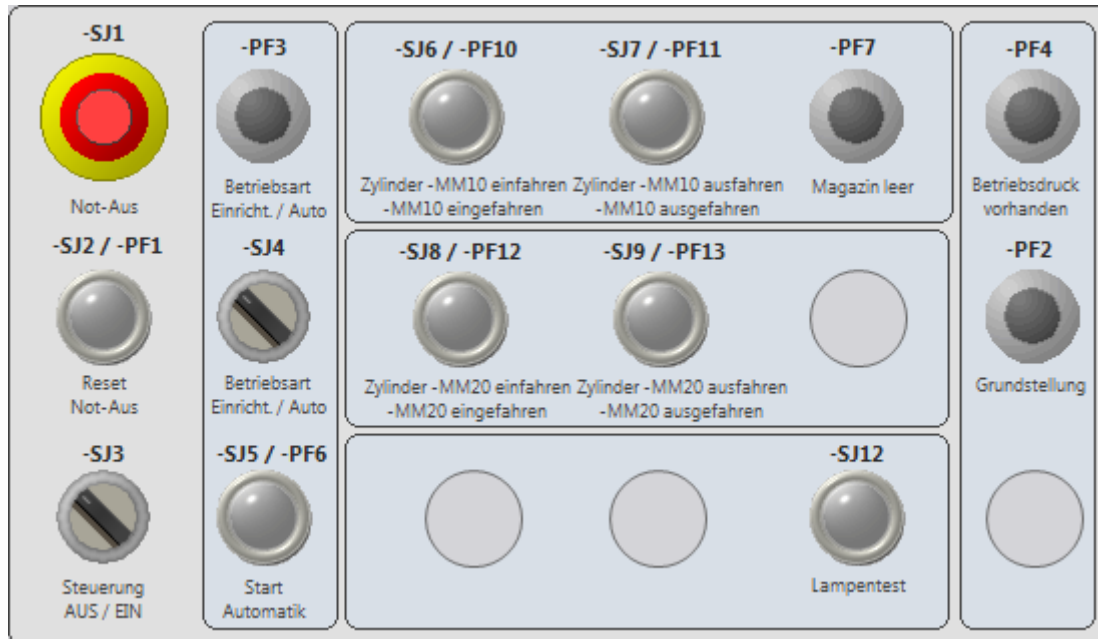 -SJ1
Not-Aus
-SJ2 / -PF1
Reset
Not-Aus
-SJ3
Steuerung
AUS / EIN
-PF3
Betriebsart
Einricht. / Auto
-SJ4
Betriebsart
Einricht. / Auto
-SJ5 / -PF6
Start
Automatik
-SJ6 / -PF10
Zylinder -MM10 einfahren
-MM10 eingefahren
-SJ7 / -PF11
Zylinder -MM10 ausfahren
-MM10 ausgefahren
-PF7
Magazin leer
-SJ8 / -PF12
Zylinder -MM20 einfahren
-MM20 eingefahren
-SJ9 / -PF13
Zylinder -MM20 ausfahren
-MM20 ausgefahren
-SJ12
Lampentest
-PF4
Betriebsdruck
vorhanden
-PF2
Grundstellung